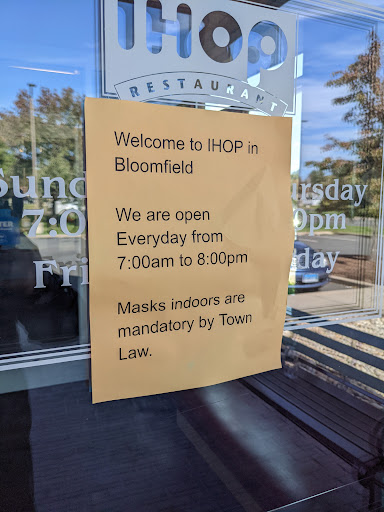 IHOP
RESTAURANT
Welcome to IHOP in
Bloomfield
We are open
Everyday from
7:00am to 8:00pm
Masks indoors are
mandatory by Town
Law.